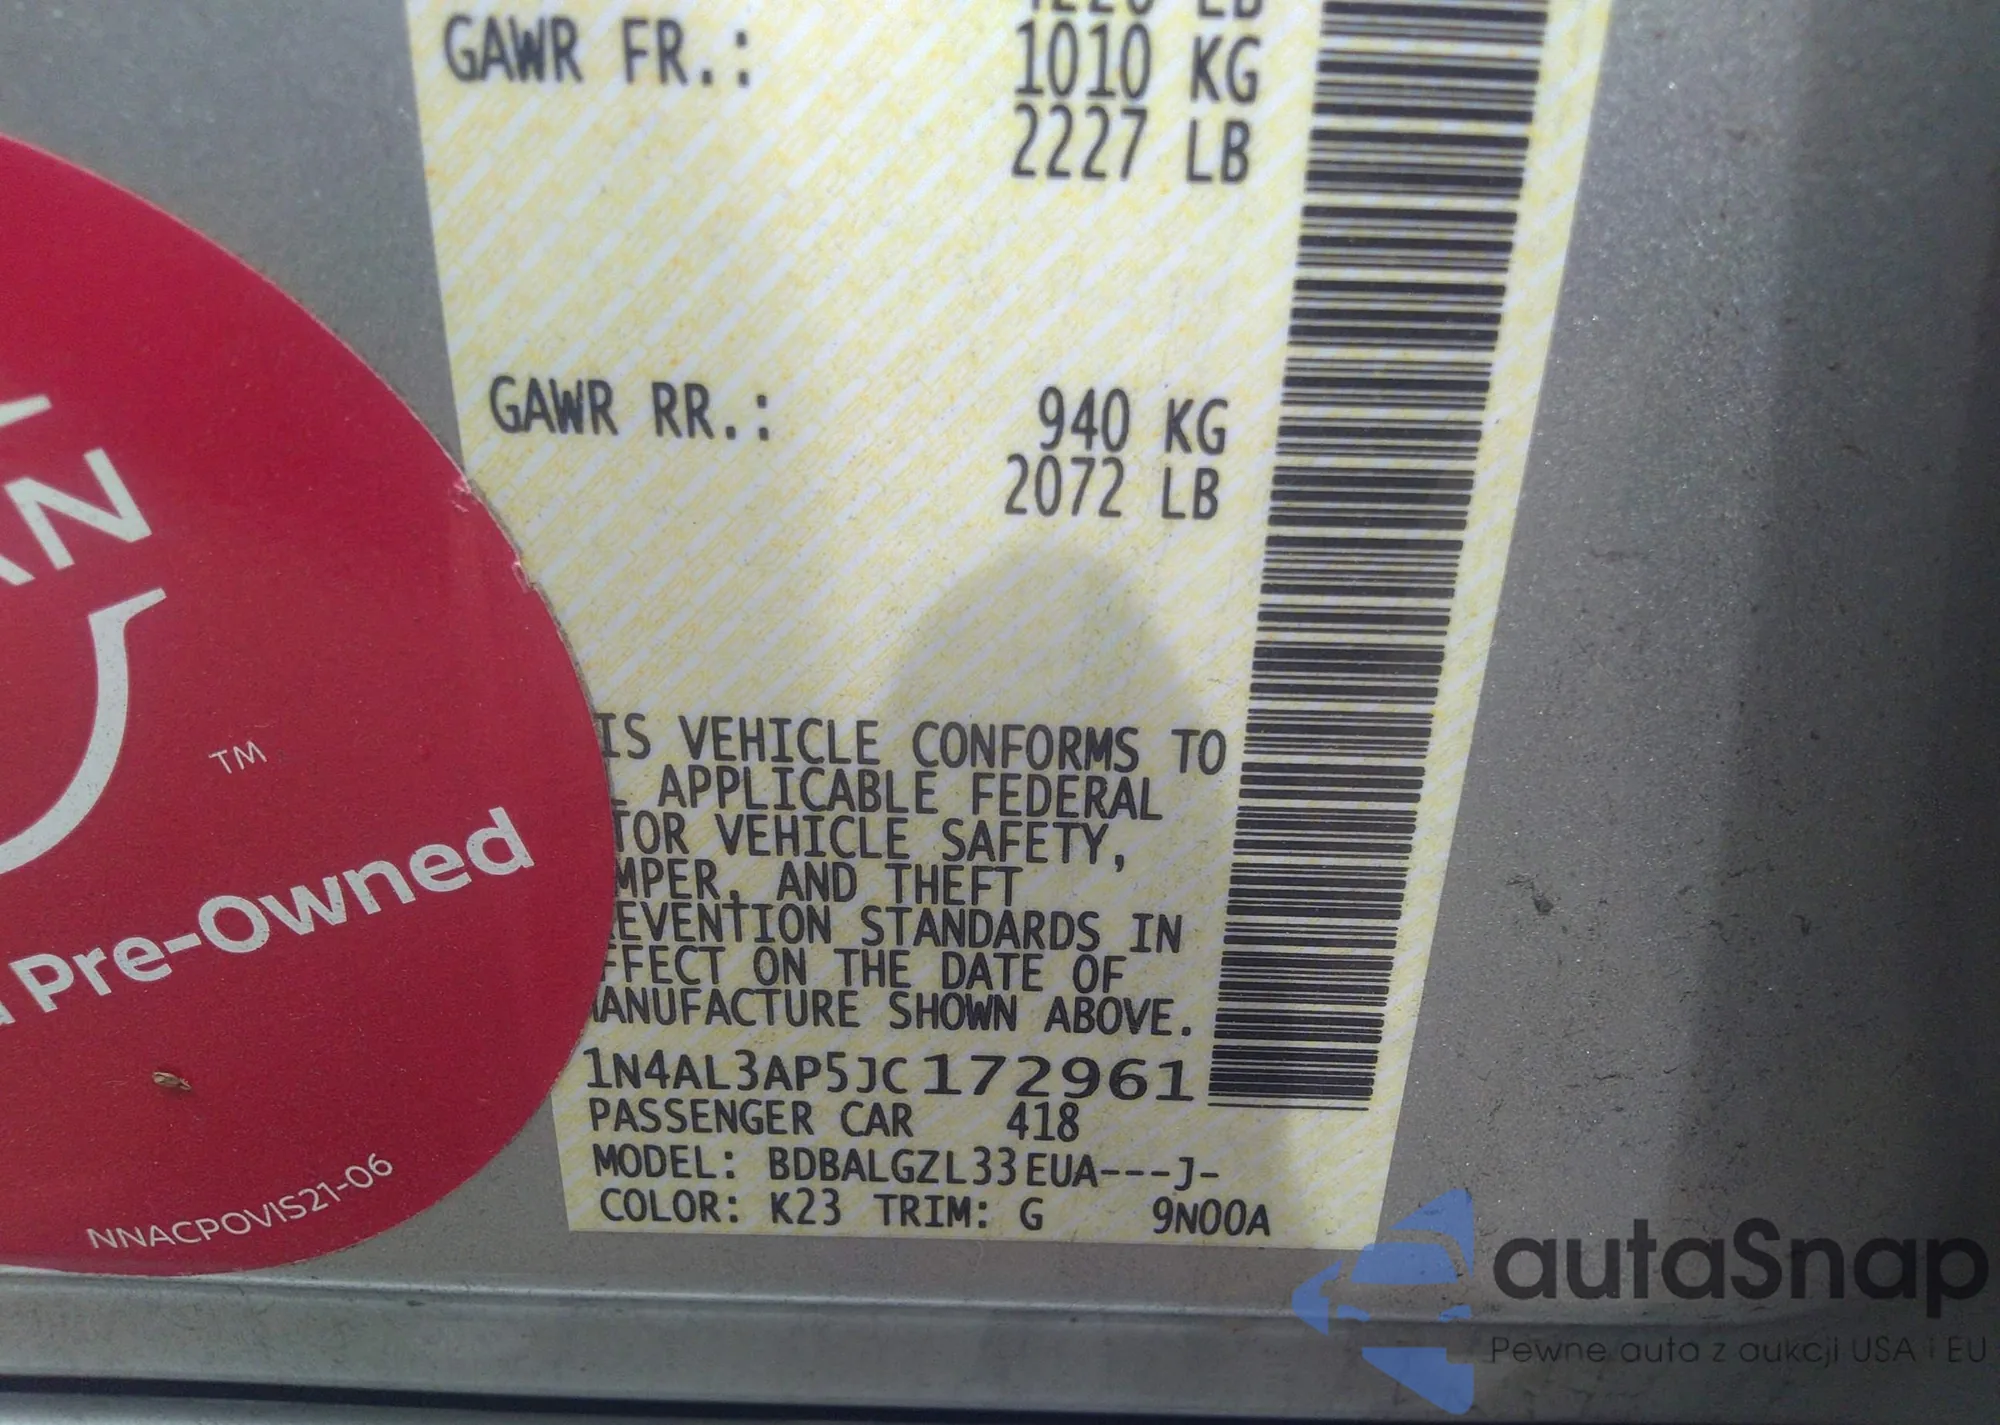 GAWR FR.:
1010 KG
2227 LB
GAWR RR.:
940 KG
2072 LB
IS VEHICLE CONFORMS TO
APPLICABLE FEDERAL
TOR VEHICLE SAFETY,
MPER, AND THEFT
EVENTION STANDARDS IN
FFECT ON THE DATE OF
ANUFACTURE SHOWN ABOVE.
1N4AL3AP5JC172961
PASSENGER CAR 418
MODEL: BDBALGZL33EUA---J-
COLOR: K23 TRIM: G 9N00A
AN
TM
Pre-Owned
NNACPOVIS21-06
autaSnap
Pewne auta z aukcji USA i EU